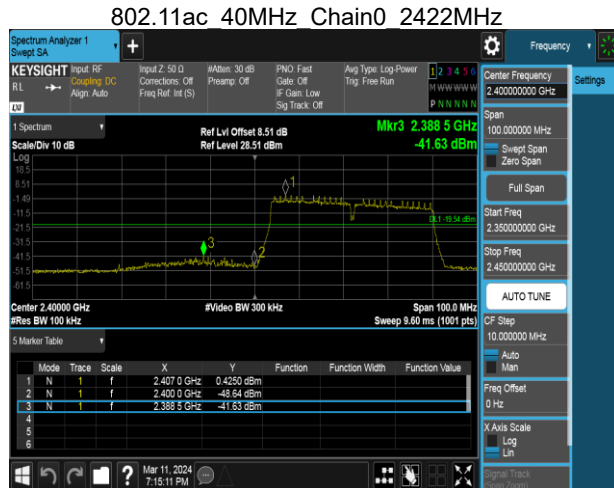 802.11ac_40MHz_Chain0_2422MHz
Spectrum Analyzer 1
Swept SA
Frequency
KEYSIGHT Input: RF Input Z: 50 Ω #Atten: 30 dB PNO: Fast Avg Type: Log-Power 1 2 3 4 5 6
RL Coupling: DC Corrections: Off Preamp: Off Gate: Off Trig: Free Run M W W W W W
Align: Auto Freq Ref: Int (S) IF Gain: Low
Sig Track: Off P N N N N N
LXI
Center Frequency
2.400000000 GHz
Settings
1 Spectrum
Scale/Div 10 dB
Ref Lvl Offset 8.51 dB
Ref Level 28.51 dBm
Mkr3 2.388 5 GHz
-41.63 dBm
Log
18.5
8.51
-1.49
-11.5
-21.5
-31.5
-41.5
-51.5
-61.5
1
2
3
DL1 -19.54 dBm
Center 2.40000 GHz #Video BW 300 kHz Span 100.0 MHz
#Res BW 100 kHz Sweep 9.60 ms (1001 pts)
Span
100.000000 MHz
Swept Span
Zero Span
Full Span
Start Freq
2.350000000 GHz
Stop Freq
2.450000000 GHz
AUTO TUNE
CF Step
10.000000 MHz
Auto
Man
Freq Offset
0 Hz
X Axis Scale
Log
Lin
Signal Track
(Span Zoom)
5 Marker Table
Mode Trace Scale X Y Function Function Width Function Value
1 N 1 f 2.407 0 GHz 0.4250 dBm
2 N 1 f 2.400 0 GHz -48.64 dBm
3 N 1 f 2.388 5 GHz -41.63 dBm
4
5
6
? Mar 11, 2024
7:15:11 PM